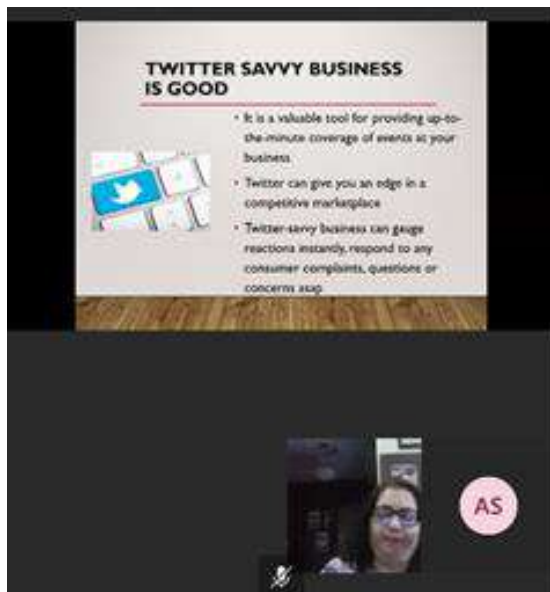 TWITTER SAVVY BUSINESS
IS GOOD
• It is a valuable tool for providing up-to-
the-minute coverage of events at your
business
• Twitter can give you an edge in a
competitive marketplace
• Twitter-savvy business can gauge
reactions instantly, respond to any
consumer complaints, questions or
concerns asap
AS